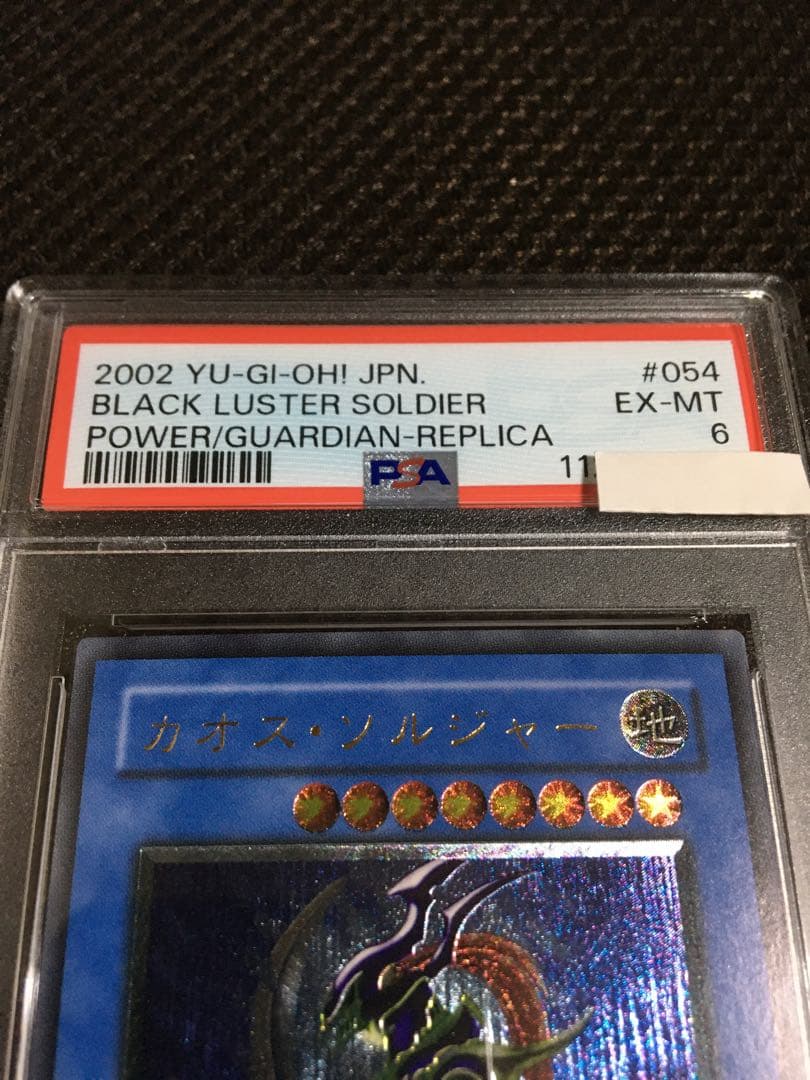 2002 YU-GI-OH! JPN. #054
BLACK LUSTER SOLDIER EX-MT
POWER/GUARDIAN-REPLICA 6
PSA 11
カオス・ソルジャー 地